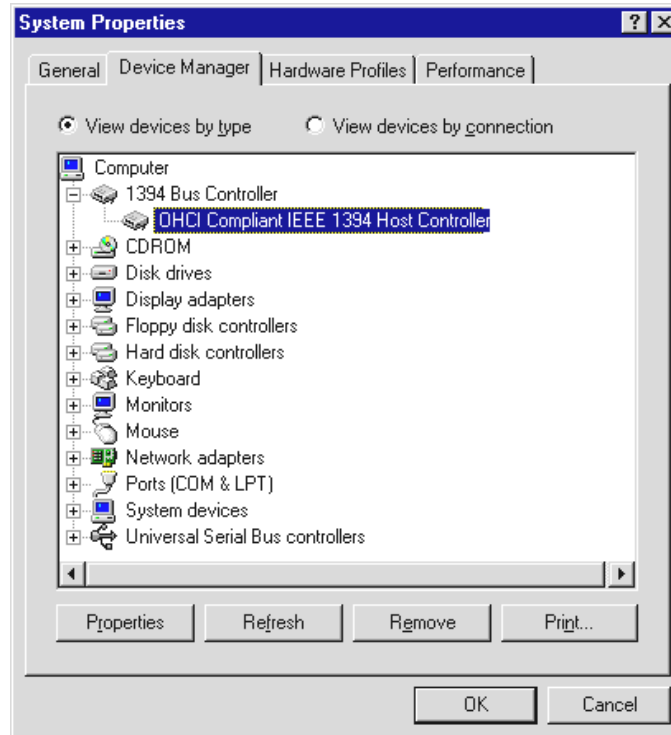 System Properties
General Device Manager Hardware Profiles Performance
View devices by type View devices by connection
Computer
1394 Bus Controller
OHCI Compliant IEEE 1394 Host Controller
CDROM
Disk drives
Display adapters
Floppy disk controllers
Hard disk controllers
Keyboard
Monitors
Mouse
Network adapters
Ports (COM & LPT)
System devices
Universal Serial Bus controllers
Properties Refresh Remove Print...
OK Cancel